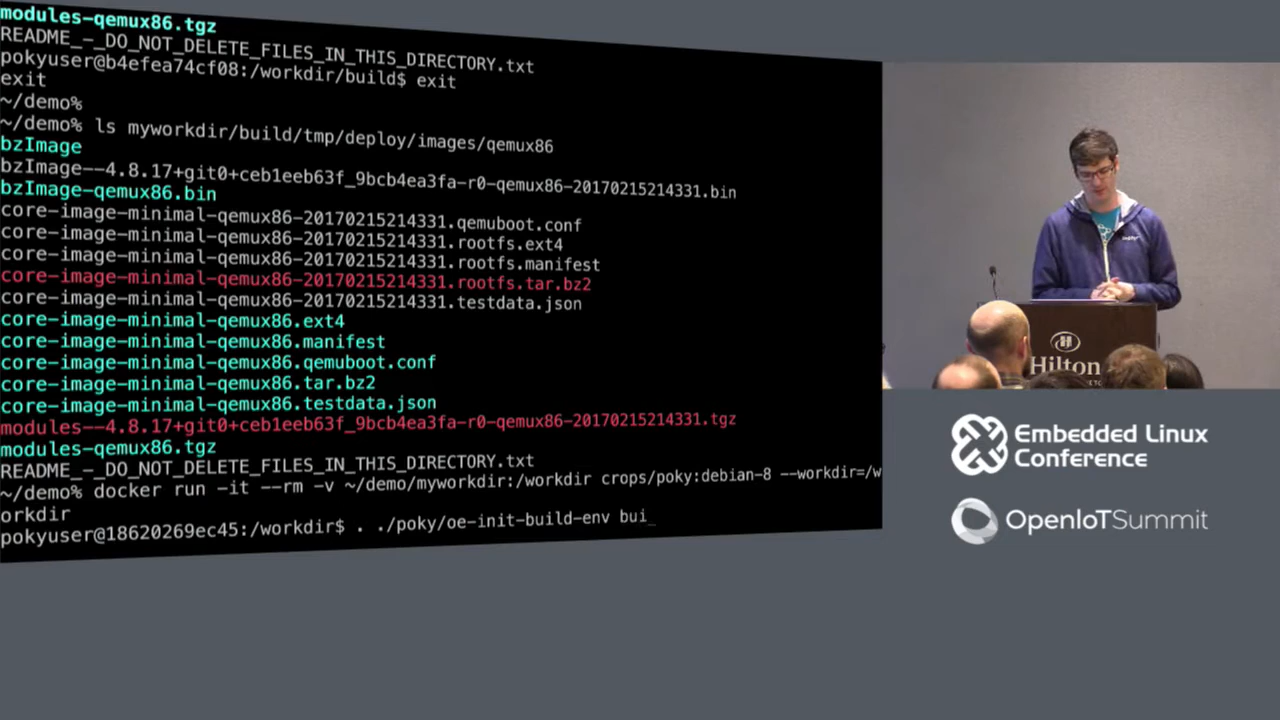 modules-qemux86.tgz
README_-_DO_NOT_DELETE_FILES_IN_THIS_DIRECTORY.txt
pokyuser@b4efea74cf08:/workdir/build$ exit
exit
~/demo%
~/demo% ls myworkdir/build/tmp/deploy/images/qemux86
bzImage
bzImage--4.8.17+git0+ceb1eeb63f_9bcb4ea3fa-r0-qemux86-20170215214331.bin
bzImage-qemux86.bin
core-image-minimal-qemux86-20170215214331.qemuboot.conf
core-image-minimal-qemux86-20170215214331.rootfs.ext4
core-image-minimal-qemux86-20170215214331.rootfs.manifest
core-image-minimal-qemux86-20170215214331.rootfs.tar.bz2
core-image-minimal-qemux86-20170215214331.testdata.json
core-image-minimal-qemux86.ext4
core-image-minimal-qemux86.manifest
core-image-minimal-qemux86.qemuboot.conf
core-image-minimal-qemux86.tar.bz2
core-image-minimal-qemux86.testdata.json
modules--4.8.17+git0+ceb1eeb63f_9bcb4ea3fa-r0-qemux86-20170215214331.tgz
modules-qemux86.tgz
README_-_DO_NOT_DELETE_FILES_IN_THIS_DIRECTORY.txt
~/demo% docker run -it --rm -v ~/demo/myworkdir:/workdir crops/poky:debian-8 --workdir=/w
orkdir
pokyuser@18620269ec45:/workdir$ . ./poky/oe-init-build-env bui_
Hilton
Embedded Linux
Conference
OpenIoTSummit